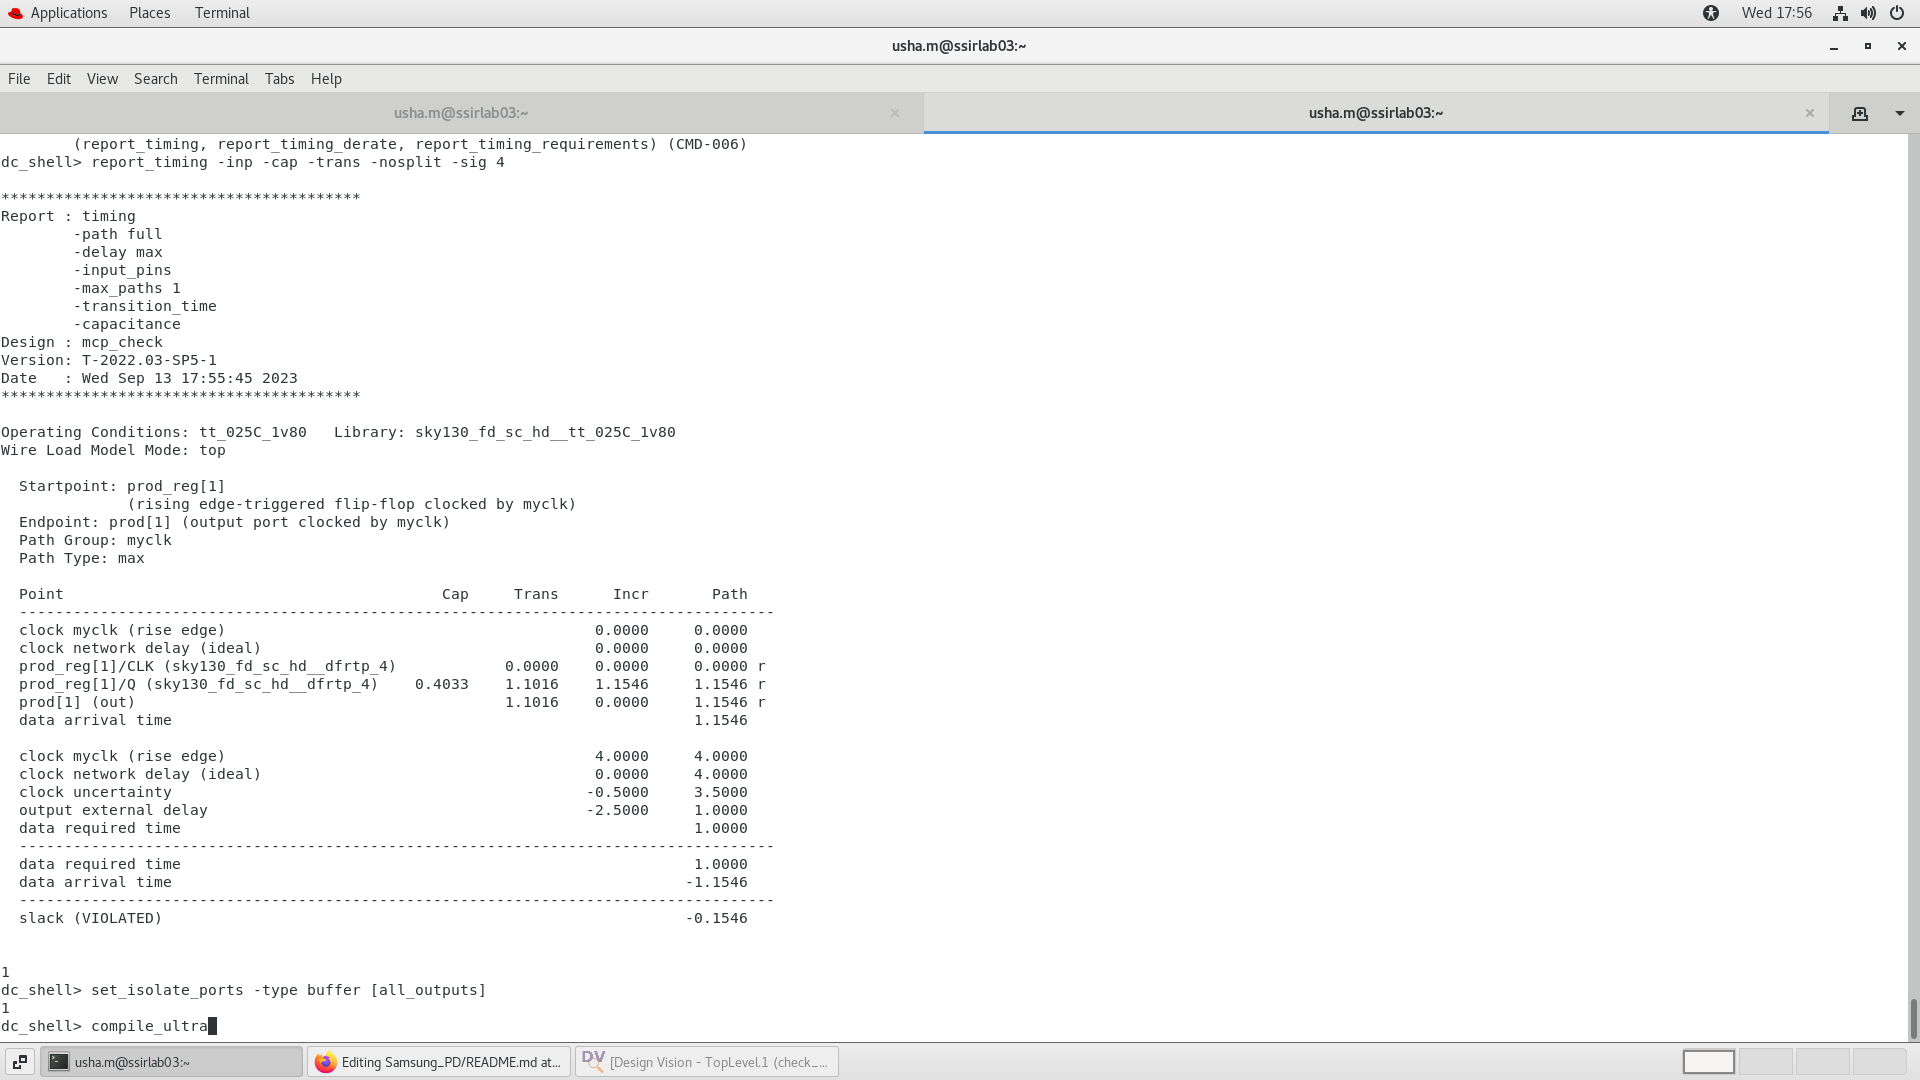 Applications Places Terminal Wed 17:56
usha.m@ssirlab03:~
File Edit View Search Terminal Tabs Help
usha.m@ssirlab03:~ × usha.m@ssirlab03:~ ×
(report_timing, report_timing_derate, report_timing_requirements) (CMD-006)
dc_shell> report_timing -inp -cap -trans -nosplit -sig 4
****************************************
Report : timing
-path full
-delay max
-input_pins
-max_paths 1
-transition_time
-capacitance
Design : mcp_check
Version: T-2022.03-SP5-1
Date   : Wed Sep 13 17:55:45 2023
****************************************
Operating Conditions: tt_025C_1v80   Library: sky130_fd_sc_hd__tt_025C_1v80
Wire Load Model Mode: top
Startpoint: prod_reg[1]
(rising edge-triggered flip-flop clocked by myclk)
Endpoint: prod[1] (output port clocked by myclk)
Path Group: myclk
Path Type: max
Point Cap Trans Incr Path
------------------------------------------------------------------------------------
clock myclk (rise edge) 0.0000 0.0000
clock network delay (ideal) 0.0000 0.0000
prod_reg[1]/CLK (sky130_fd_sc_hd__dfrtp_4) 0.0000 0.0000 0.0000 r
prod_reg[1]/Q (sky130_fd_sc_hd__dfrtp_4) 0.4033 1.1016 1.1546 1.1546 r
prod[1] (out) 1.1016 0.0000 1.1546 r
data arrival time 1.1546
clock myclk (rise edge) 4.0000 4.0000
clock network delay (ideal) 0.0000 4.0000
clock uncertainty -0.5000 3.5000
output external delay -2.5000 1.0000
data required time 1.0000
------------------------------------------------------------------------------------
data required time 1.0000
data arrival time -1.1546
------------------------------------------------------------------------------------
slack (VIOLATED) -0.1546
1
dc_shell> set_isolate_ports -type buffer [all_outputs]
1
dc_shell> compile_ultra
usha.m@ssirlab03:~ Editing Samsung_PD/README.md at... DV [Design Vision - TopLevel.1 (check_...